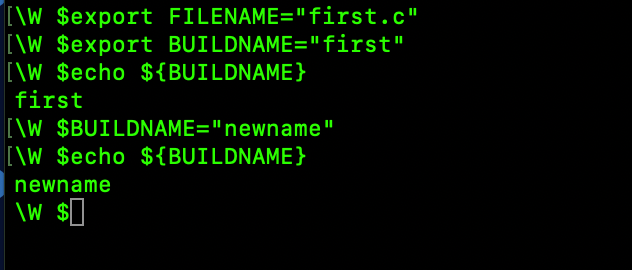 [\W $export FILENAME="first.c"
[\W $export BUILDNAME="first"
[\W $echo ${BUILDNAME}
first
[\W $BUILDNAME="newname"
[\W $echo ${BUILDNAME}
newname
\W $